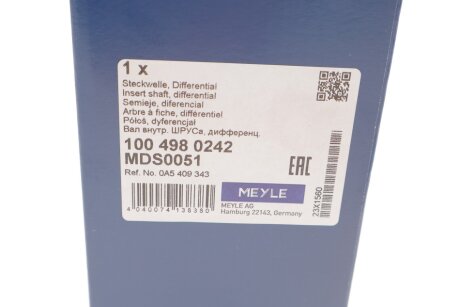 1 x
Steckwelle, Differential
Insert shaft, differential
Semieje, diferencial
Arbre à fiche, différentiel
Półoś, dyferencjał
Вал внутр. ШРУСа, дифференц.
100 498 0242
MDS0051
Ref. No. 0A5 409 343
EAC
MEYLE
MEYLE AG
Hamburg 22143, Germany
4 040074 136380
23X1560